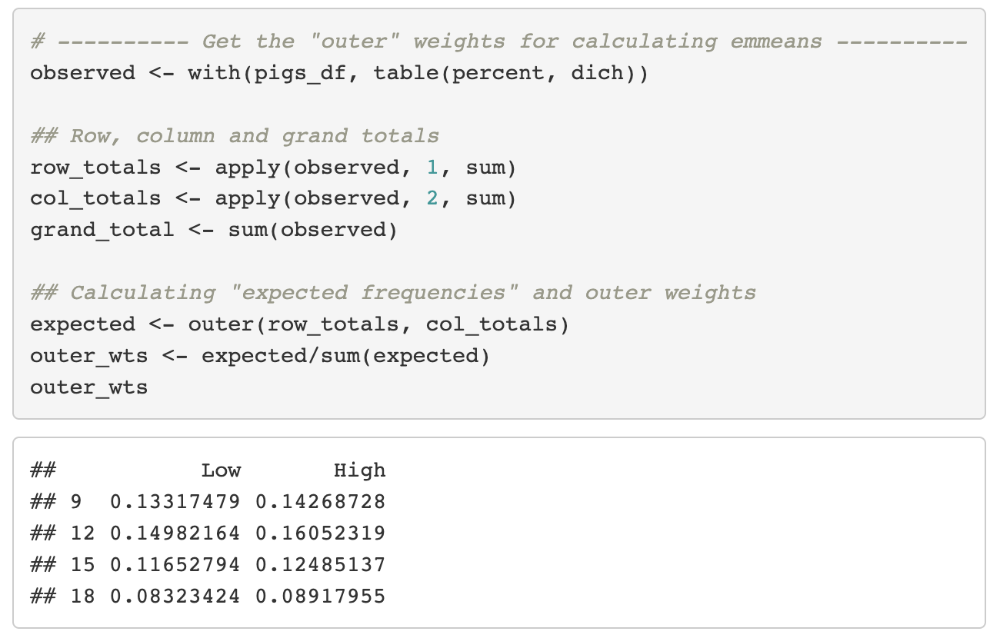 # ---------- Get the "outer" weights for calculating emmeans ----------
observed <- with(pigs_df, table(percent, dich))
## Row, column and grand totals
row_totals <- apply(observed, 1, sum)
col_totals <- apply(observed, 2, sum)
grand_total <- sum(observed)
## Calculating "expected frequencies" and outer weights
expected <- outer(row_totals, col_totals)
outer_wts <- expected/sum(expected)
outer_wts
##           Low       High
## 9  0.13317479 0.14268728
## 12 0.14982164 0.16052319
## 15 0.11652794 0.12485137
## 18 0.08323424 0.08917955